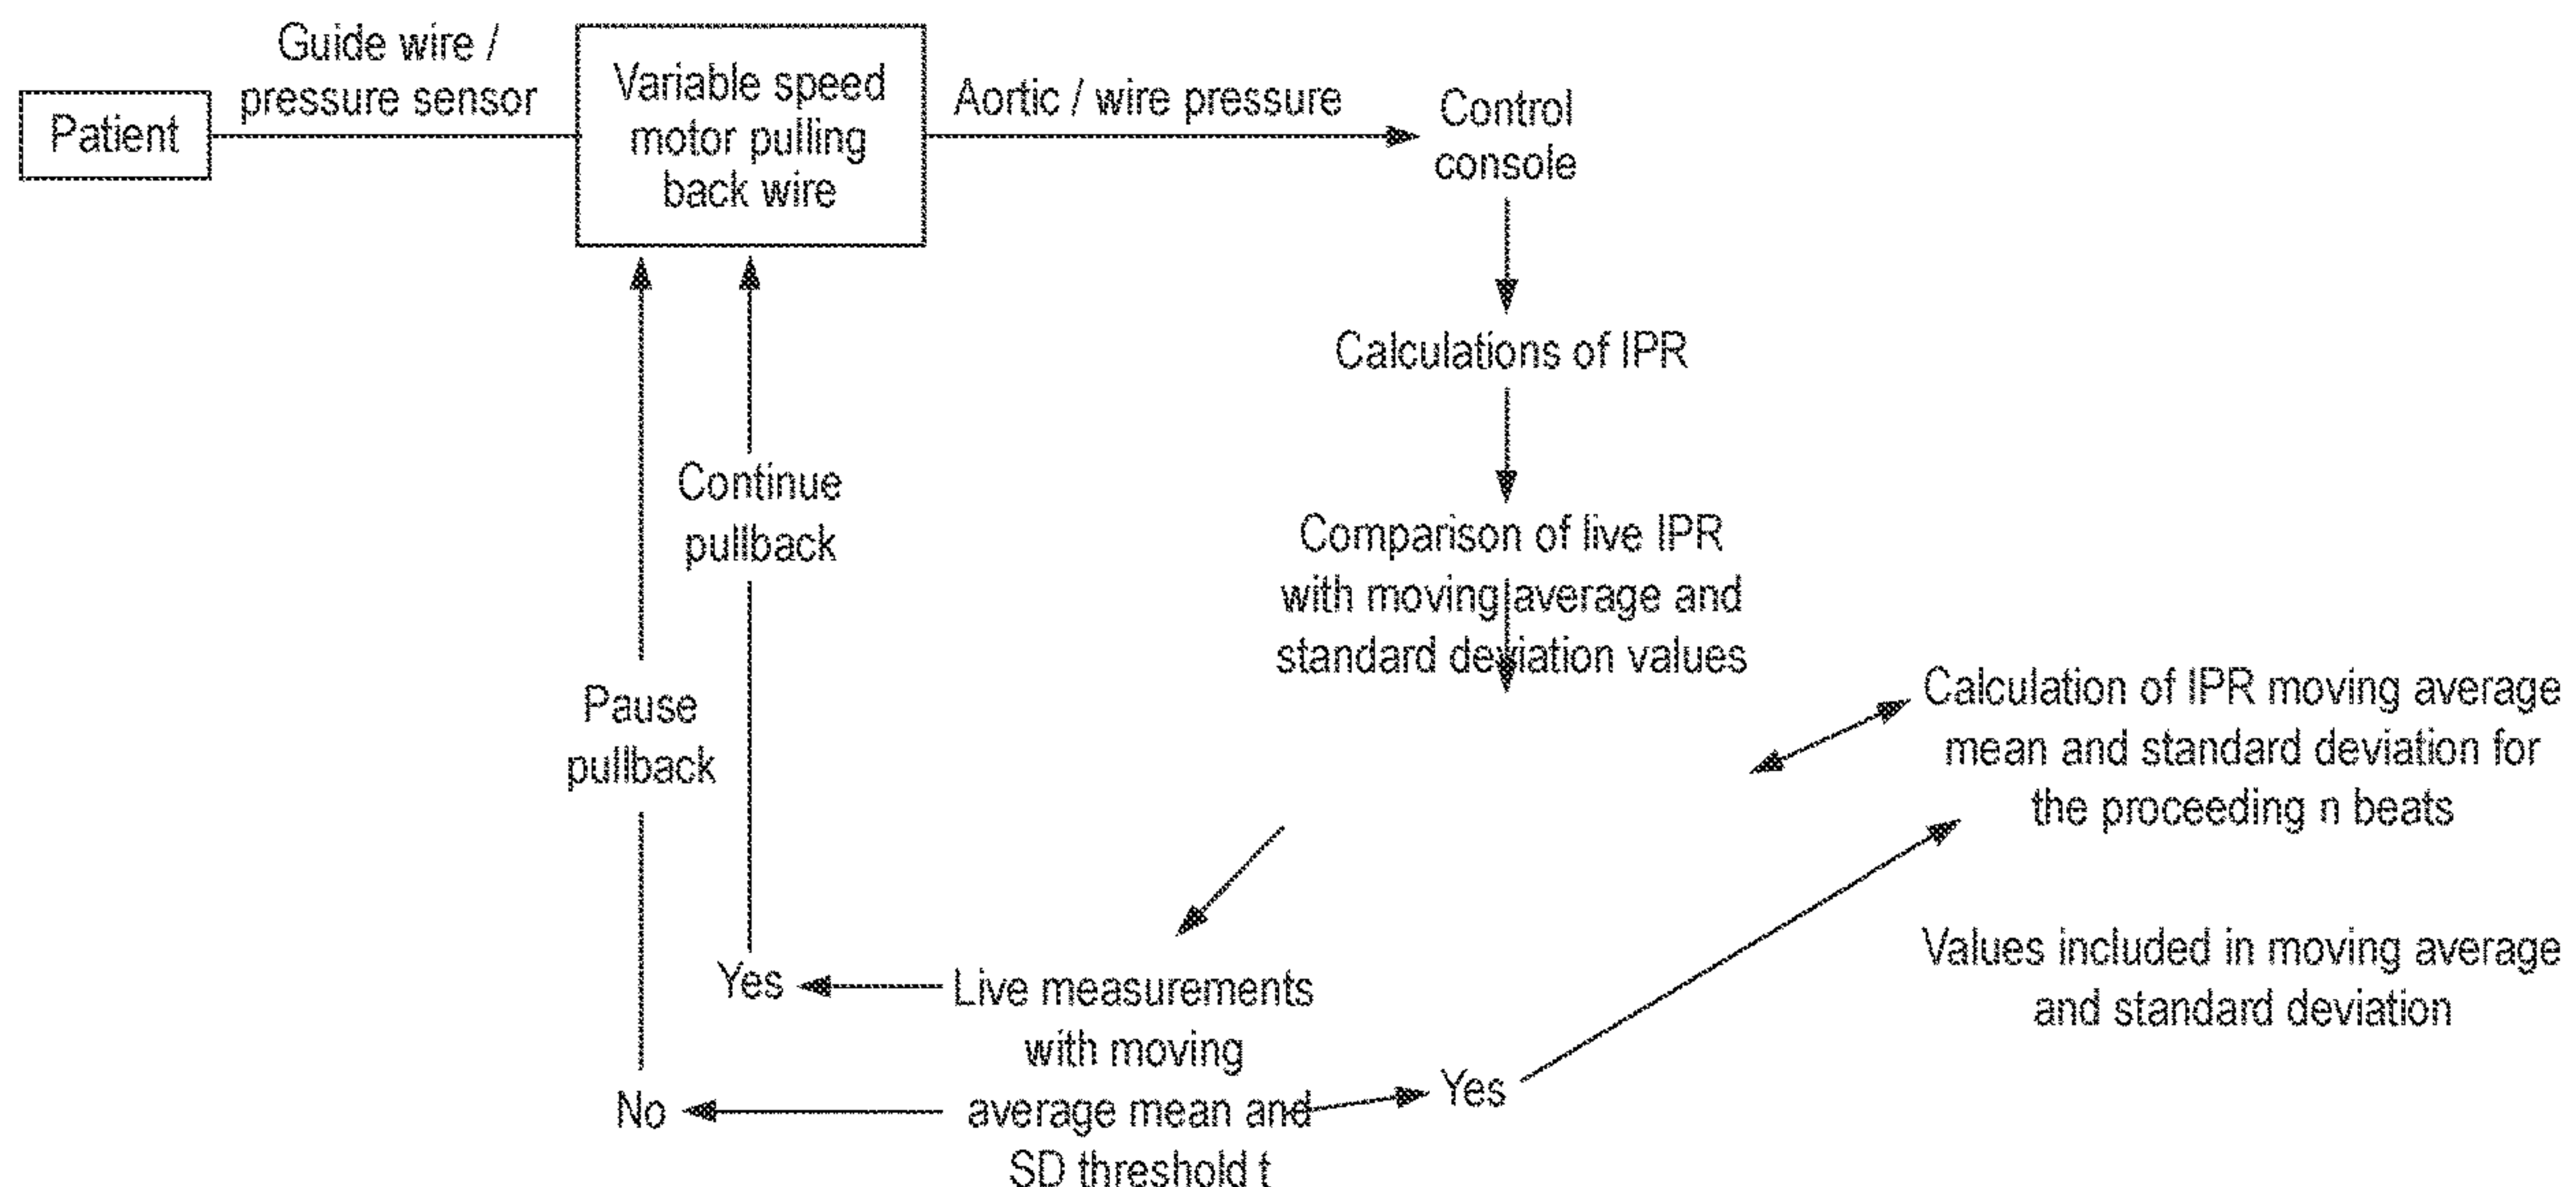 Guide wire /
pressure sensor
Patient
Variable speed
motor pulling
back wire
Aortic / wire pressure
Control
console
Calculations of IPR
Continue
pullback
Comparison of live IPR
with moving average and
standard deviation values
Pause
pullback
Calculation of IPR moving average
mean and standard deviation for
the proceeding n beats
Values included in moving average
and standard deviation
Yes
Live measurements
with moving
average mean and
SD threshold t
No
Yes